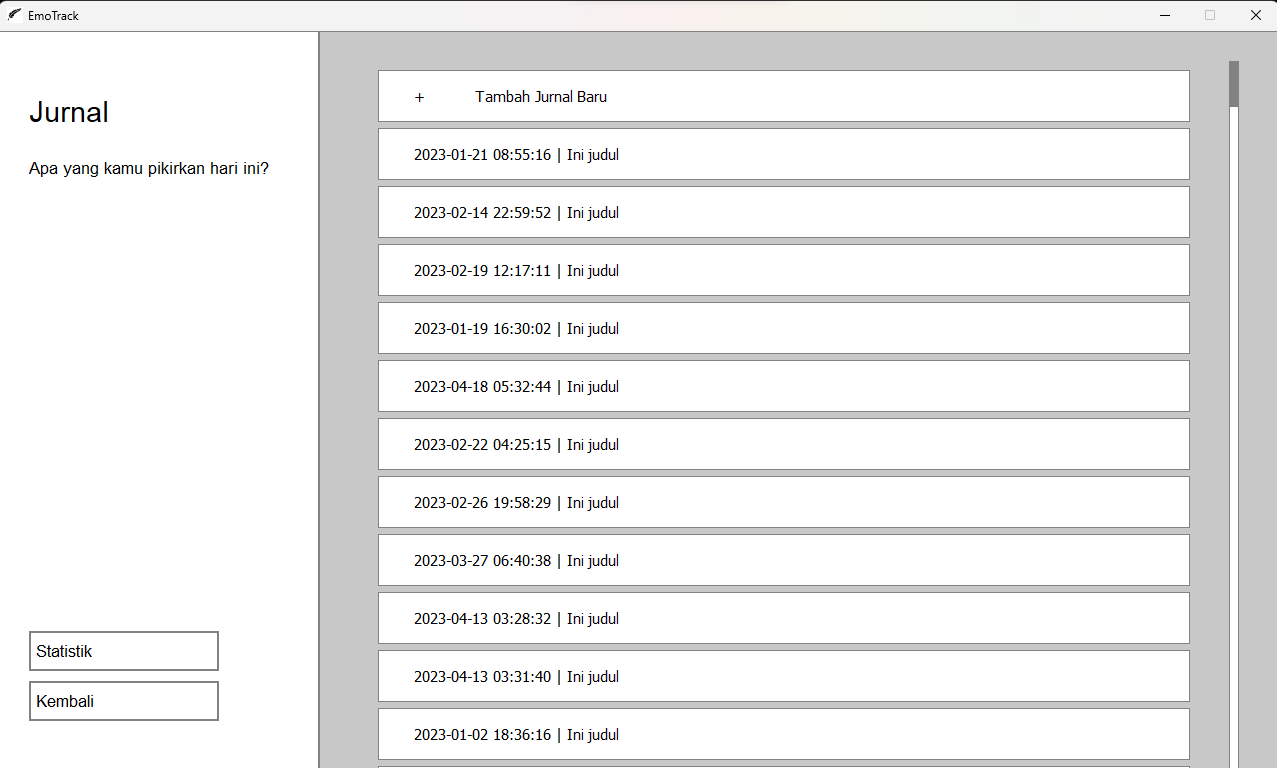 EmoTrack
Jurnal
Apa yang kamu pikirkan hari ini?
Statistik
Kembali
+ Tambah Jurnal Baru
2023-01-21 08:55:16 | Ini judul
2023-02-14 22:59:52 | Ini judul
2023-02-19 12:17:11 | Ini judul
2023-01-19 16:30:02 | Ini judul
2023-04-18 05:32:44 | Ini judul
2023-02-22 04:25:15 | Ini judul
2023-02-26 19:58:29 | Ini judul
2023-03-27 06:40:38 | Ini judul
2023-04-13 03:28:32 | Ini judul
2023-04-13 03:31:40 | Ini judul
2023-01-02 18:36:16 | Ini judul